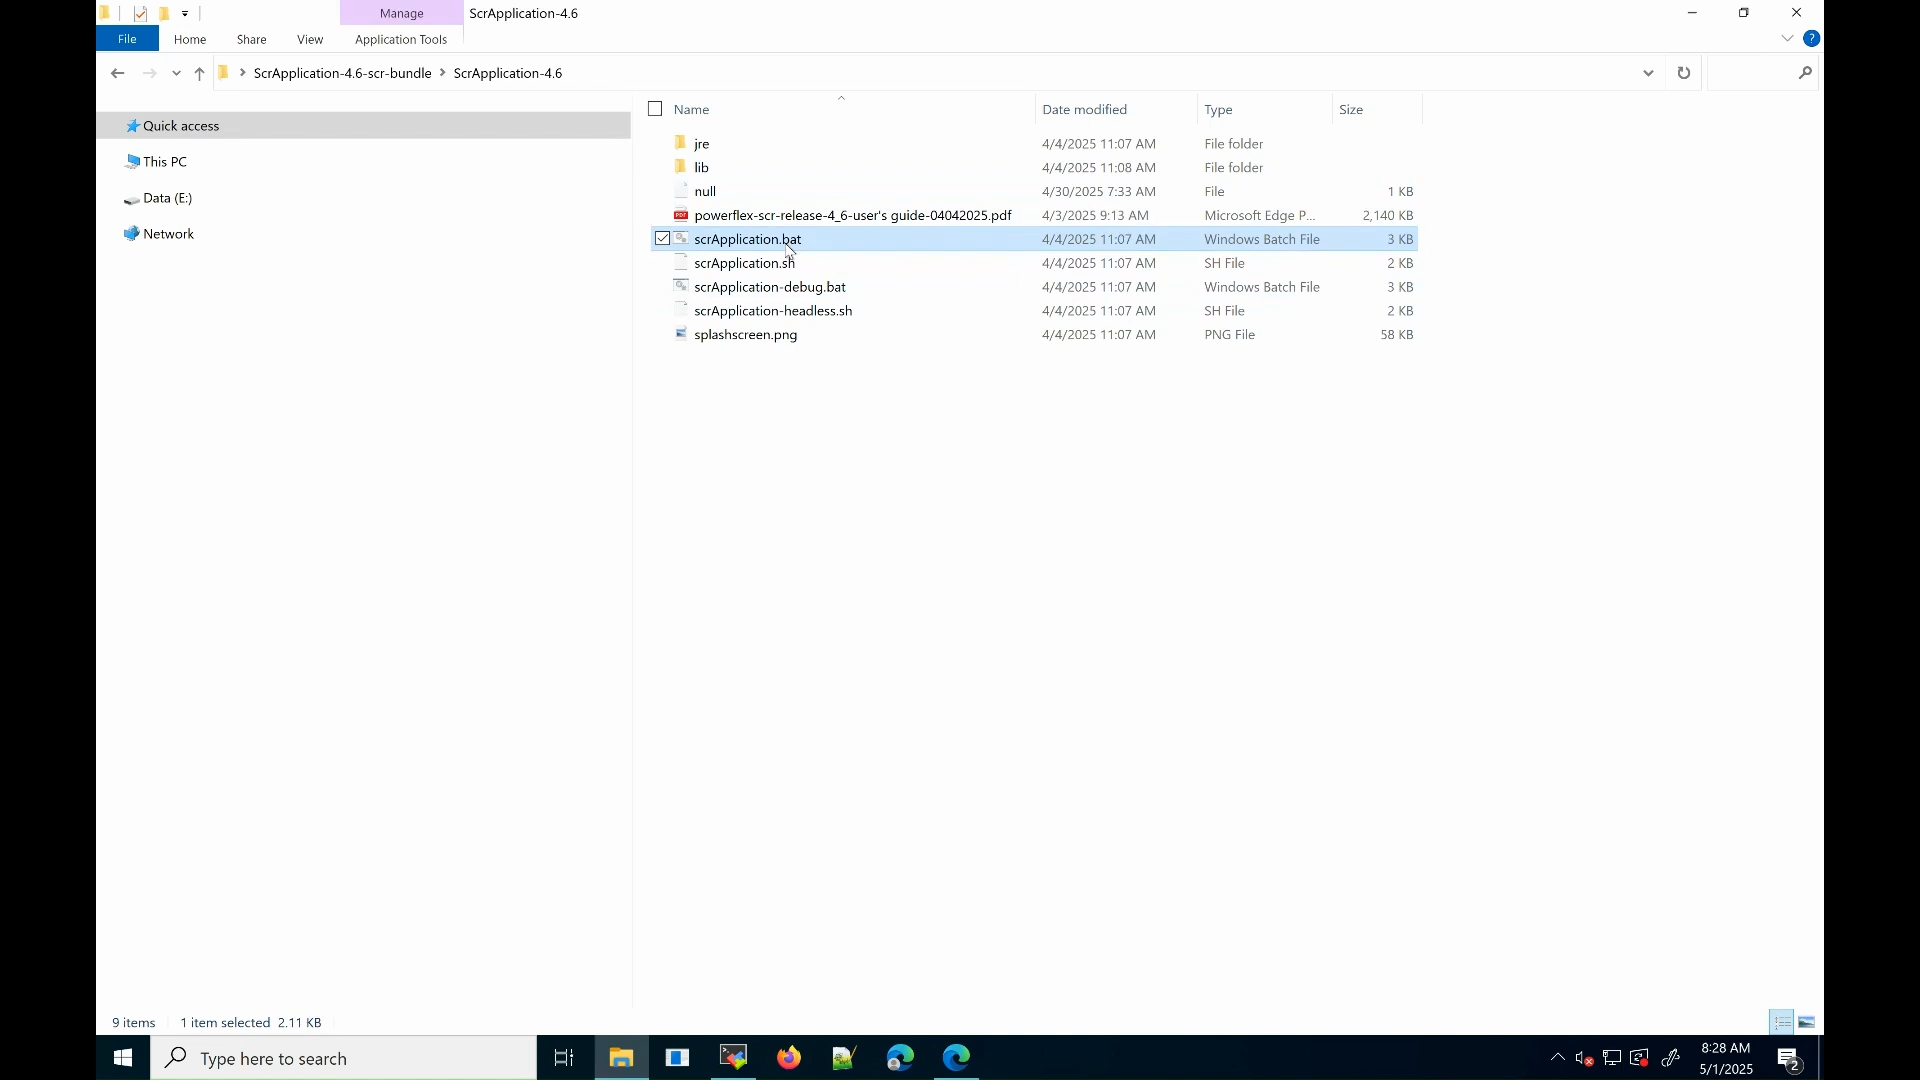 Manage ScrApplication-4.6
File Home Share View Application Tools
ScrApplication-4.6-scr-bundle ScrApplication-4.6
Name Date modified Type Size
Quick access
This PC
Data (E:)
Network
jre 4/4/2025 11:07 AM File folder
lib 4/4/2025 11:08 AM File folder
null 4/30/2025 7:33 AM File 1 KB
powerflex-scr-release-4_6-user's guide-04042025.pdf 4/3/2025 9:13 AM Microsoft Edge P... 2,140 KB
scrApplication.bat 4/4/2025 11:07 AM Windows Batch File 3 KB
scrApplication.sh 4/4/2025 11:07 AM SH File 2 KB
scrApplication-debug.bat 4/4/2025 11:07 AM Windows Batch File 3 KB
scrApplication-headless.sh 4/4/2025 11:07 AM SH File 2 KB
splashscreen.png 4/4/2025 11:07 AM PNG File 58 KB
9 items 1 item selected 2.11 KB
Type here to search
8:28 AM
5/1/2025
2